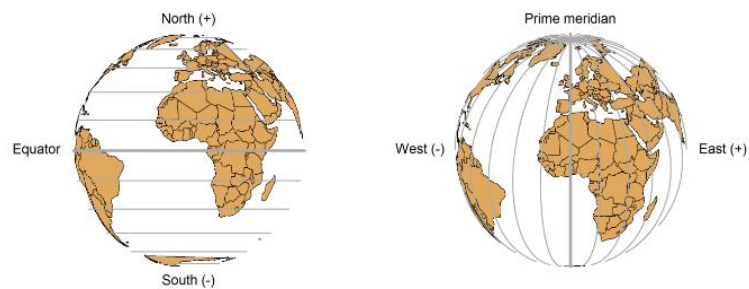 North (+)
Equator
South (-)
Prime meridian
West (-)
East (+)